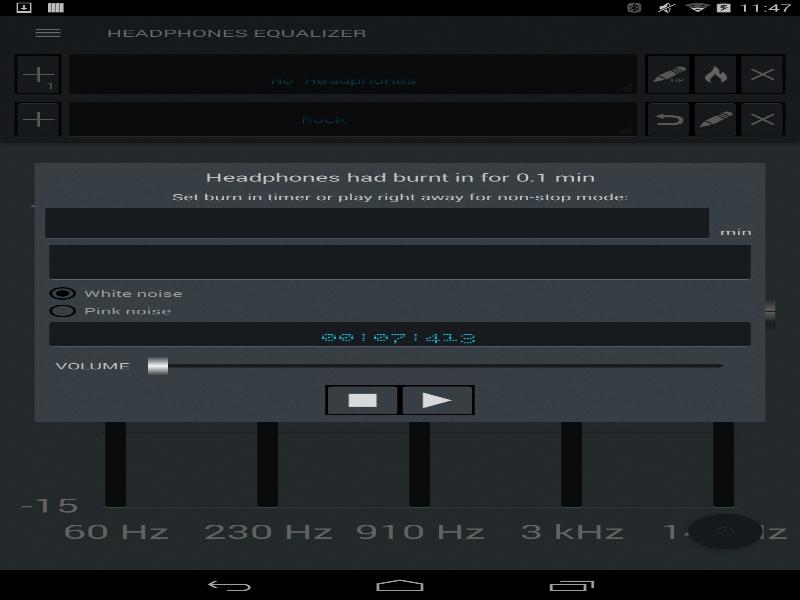 11:47
HEADPHONES EQUALIZER
1
No Headphones
HP
Rock
Headphones had burnt in for 0.1 min
Set burn in timer or play right away for non-stop mode:
min
White noise
Pink noise
00:07:413
VOLUME
-15
60 Hz 230 Hz 910 Hz 3 kHz